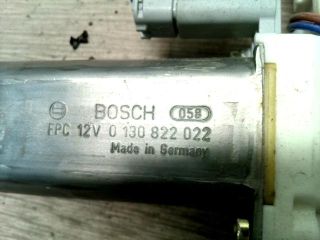 BOSCH 058
FPC 12V 0 130 822 022
Made in Germany